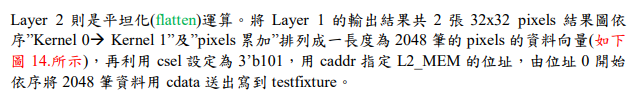 Layer 2 則是平坦化(flatten)運算。將 Layer 1 的輸出結果共 2 張 32x32 pixels 結果圖依
序”Kernel 0→ Kernel 1”及”pixels 累加”排列成一長度為 2048 筆的 pixels 的資料向量(如下
圖 14.所示)，再利用 csel 設定為 3’b101，用 caddr 指定 L2_MEM 的位址，由位址 0 開始
依序將 2048 筆資料用 cdata 送出寫到 testfixture。